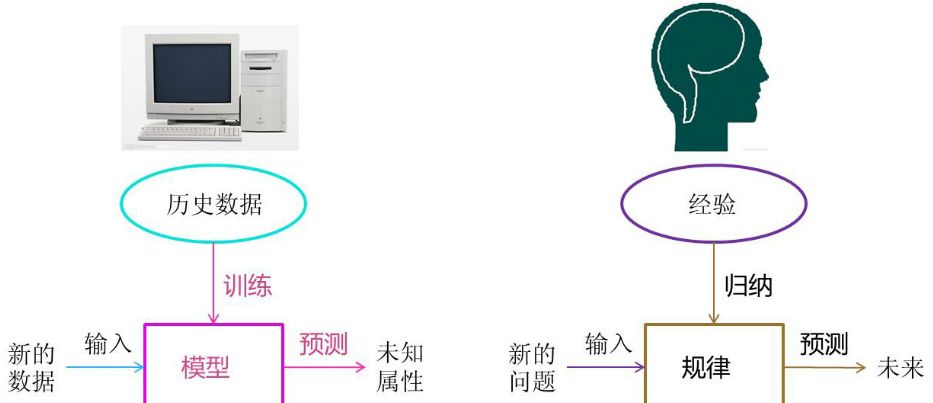 历史数据
经验
训练
归纳
新的
数据
输入
模型
预测
未知
属性
新的
问题
输入
规律
预测
未来